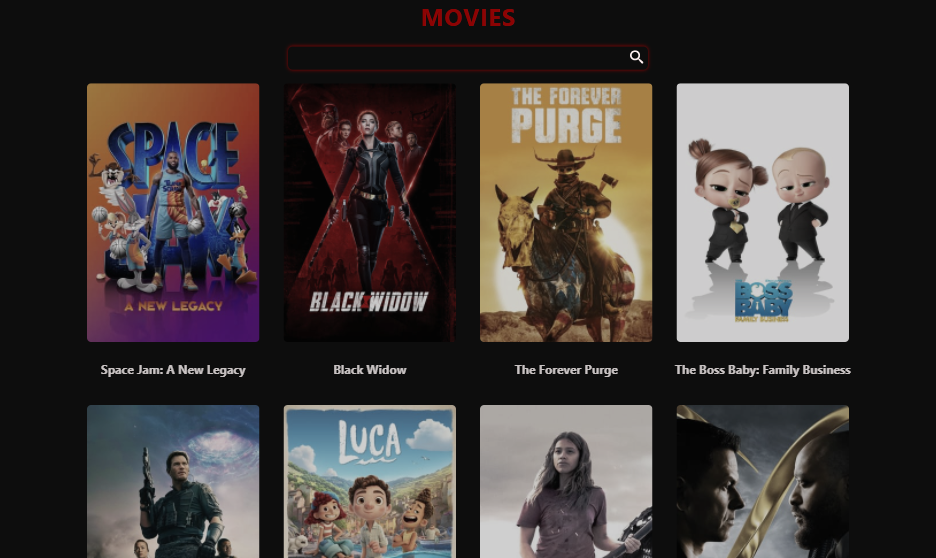 MOVIES
SPACE
JAM
A NEW LEGACY
BLACK WIDOW
THE FOREVER
PURGE
BOSS
BABY
FAMILY BUSINESS
Space Jam: A New Legacy
Black Widow
The Forever Purge
The Boss Baby: Family Business
LUCA